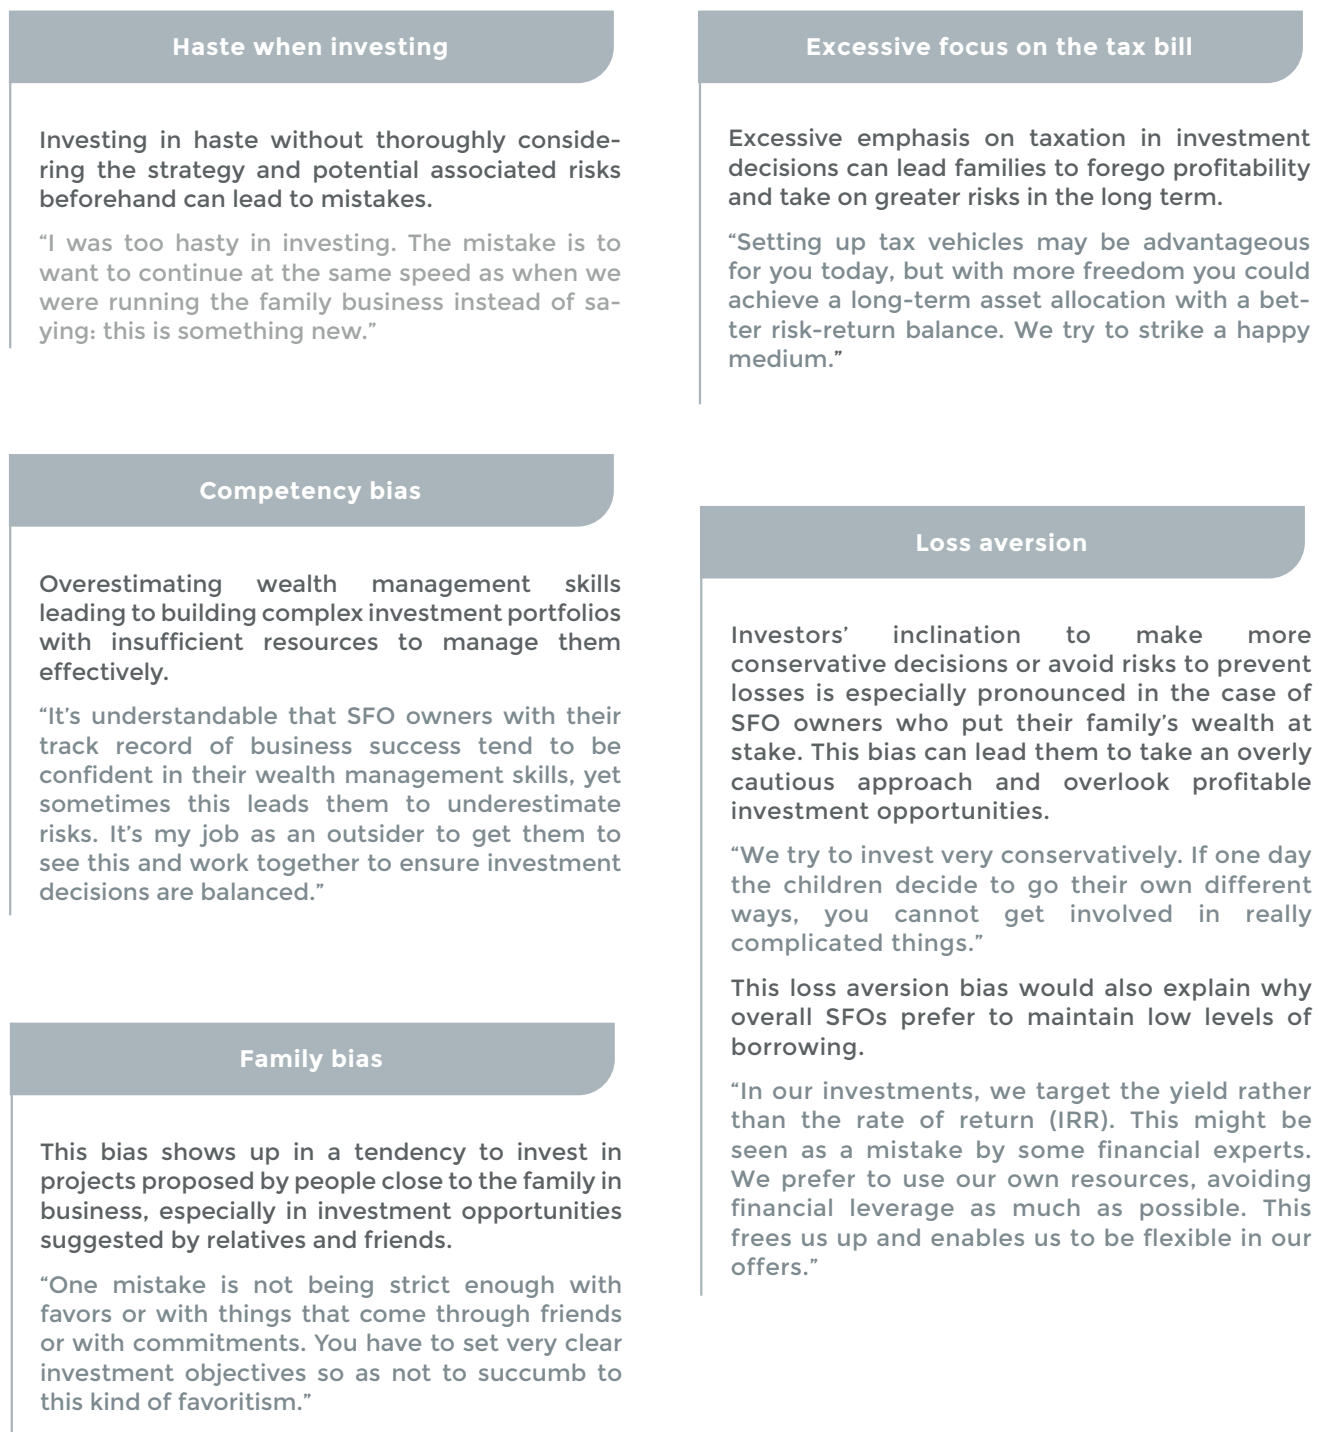 Haste when investing
Investing in haste without thoroughly conside-
ring the strategy and potential associated risks
beforehand can lead to mistakes.
“I was too hasty in investing. The mistake is to
want to continue at the same speed as when we
were running the family business instead of sa-
ying: this is something new.”
Competency bias
Overestimating wealth management skills
leading to building complex investment portfolios
with insufficient resources to manage them
effectively.
“It’s understandable that SFO owners with their
track record of business success tend to be
confident in their wealth management skills, yet
sometimes this leads them to underestimate
risks. It’s my job as an outsider to get them to
see this and work together to ensure investment
decisions are balanced.”
Family bias
This bias shows up in a tendency to invest in
projects proposed by people close to the family in
business, especially in investment opportunities
suggested by relatives and friends.
“One mistake is not being strict enough with
favors or with things that come through friends
or with commitments. You have to set very clear
investment objectives so as not to succumb to
this kind of favoritism.”
Excessive focus on the tax bill
Excessive emphasis on taxation in investment
decisions can lead families to forego profitability
and take on greater risks in the long term.
“Setting up tax vehicles may be advantageous
for you today, but with more freedom you could
achieve a long-term asset allocation with a bet-
ter risk-return balance. We try to strike a happy
medium.”
Loss aversion
Investors’ inclination to make more
conservative decisions or avoid risks to prevent
losses is especially pronounced in the case of
SFO owners who put their family’s wealth at
stake. This bias can lead them to take an overly
cautious approach and overlook profitable
investment opportunities.
“We try to invest very conservatively. If one day
the children decide to go their own different
ways, you cannot get involved in really
complicated things.”
This loss aversion bias would also explain why
overall SFOs prefer to maintain low levels of
borrowing.
“In our investments, we target the yield rather
than the rate of return (IRR). This might be
seen as a mistake by some financial experts.
We prefer to use our own resources, avoiding
financial leverage as much as possible. This
frees us up and enables us to be flexible in our
offers.”